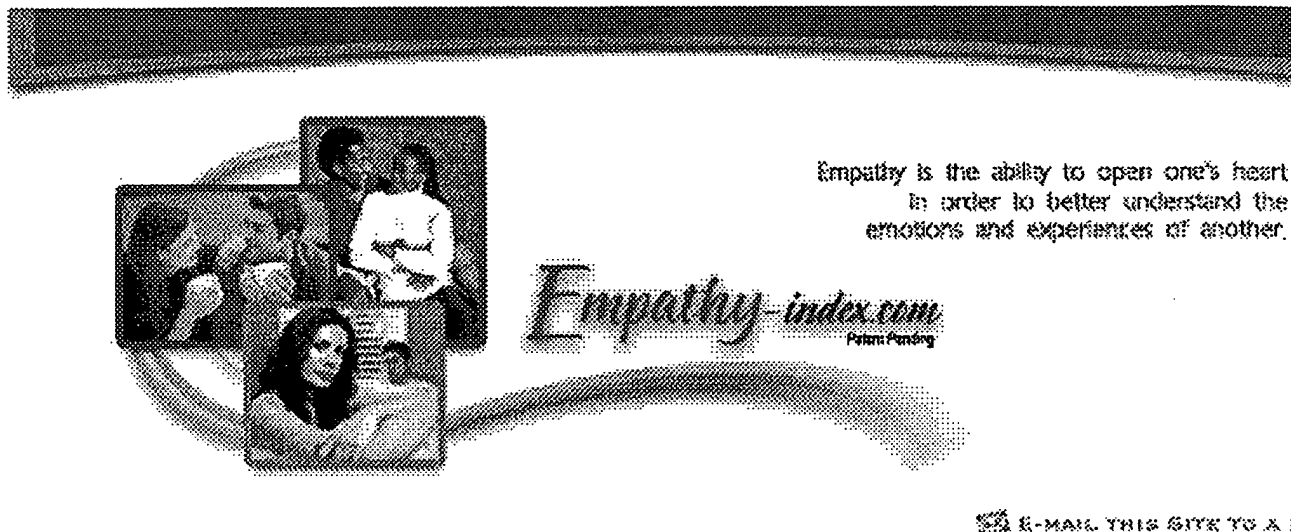 Empathy is the ability to open one's heart
in order to better understand the
emotions and experiences of another.
Empathy-index.com
Patent Pending
E-MAIL THIS SITE TO A